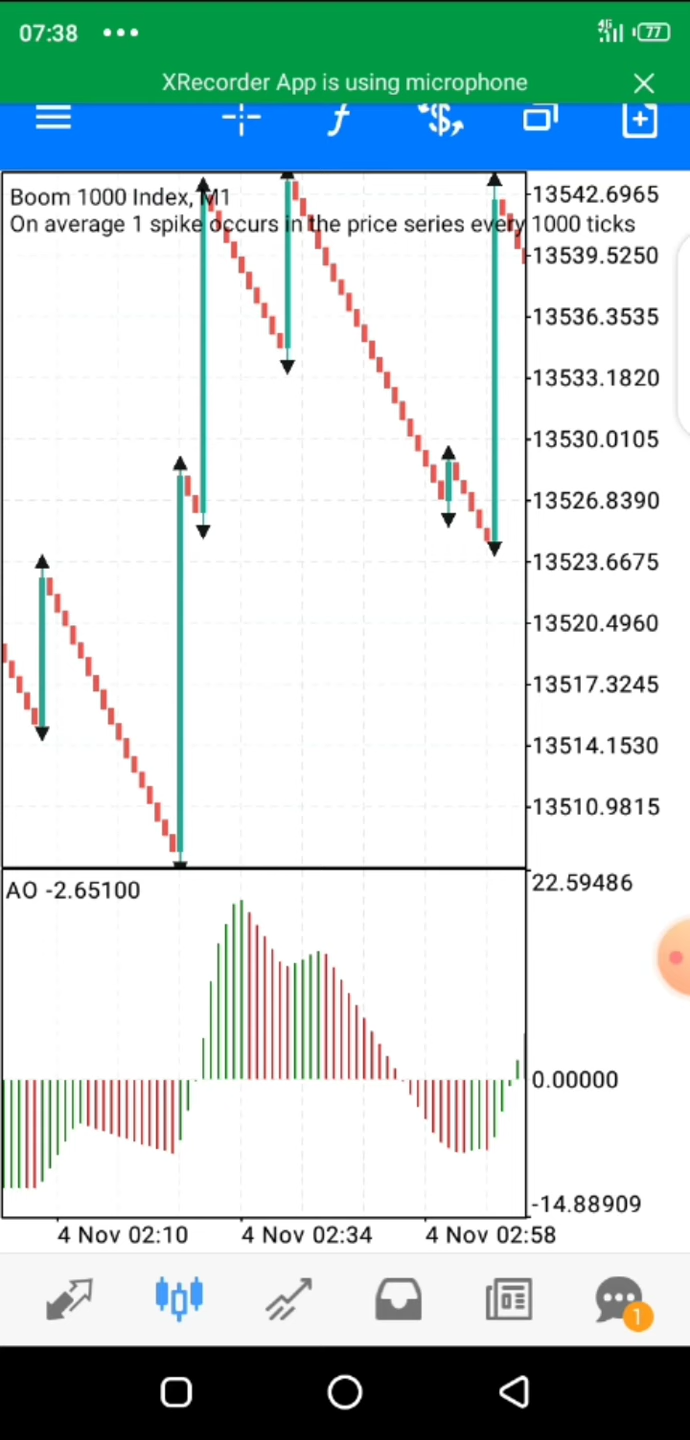 07:38
4G
77
XRecorder App is using microphone
Boom 1000 Index, M1
On average 1 spike occurs in the price series every 1000 ticks
13542.6965
13539.5250
13536.3535
13533.1820
13530.0105
13526.8390
13523.6675
13520.4960
13517.3245
13514.1530
13510.9815
AO -2.65100
22.59486
0.00000
-14.88909
4 Nov 02:10
4 Nov 02:34
4 Nov 02:58
1